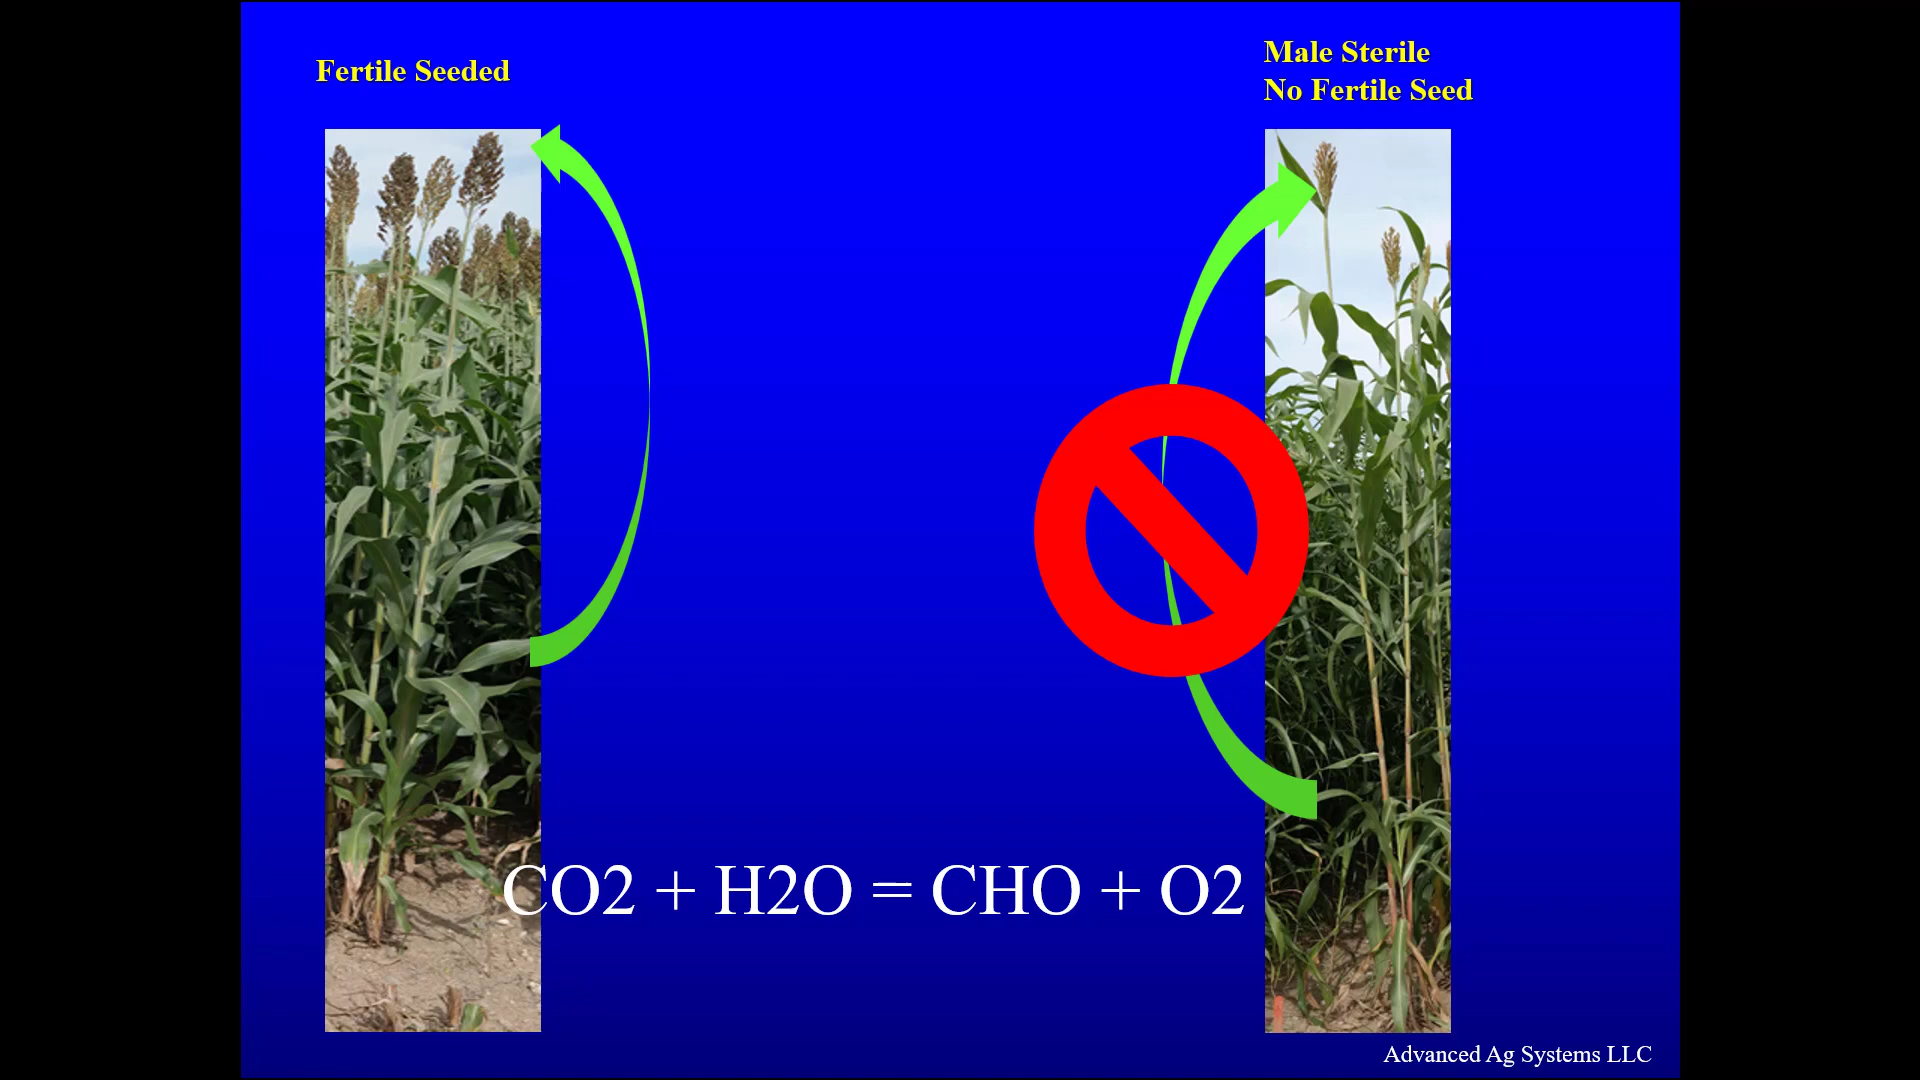 Fertile Seeded
Male Sterile
No Fertile Seed
CO2 + H2O = CHO + O2
Advanced Ag Systems LLC